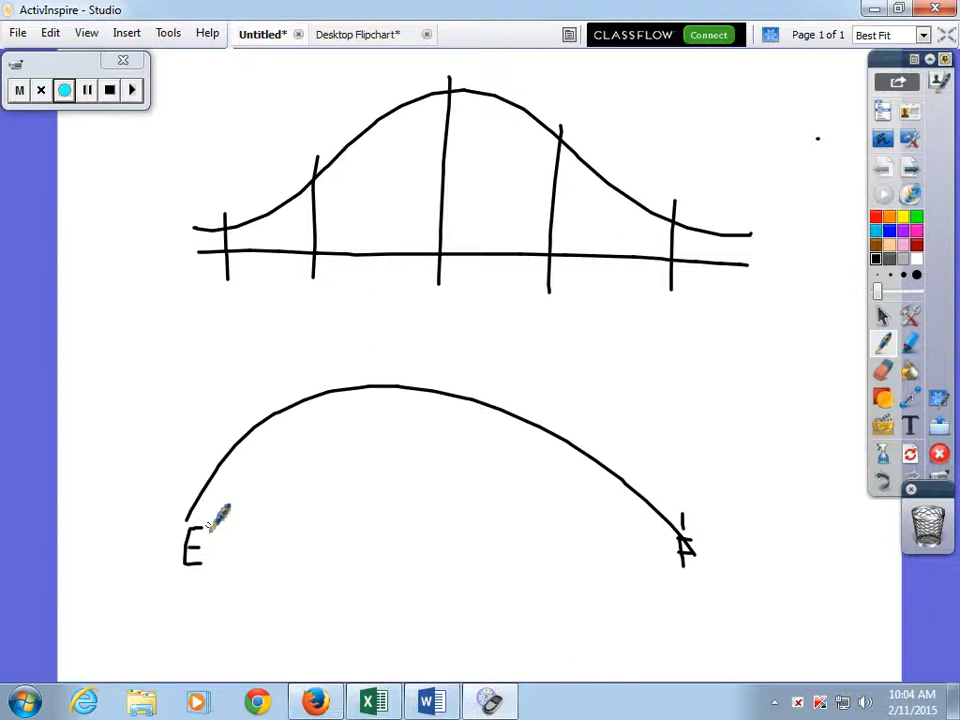 ActivInspire - Studio
File Edit View Insert Tools Help Untitled* Desktop Flipchart* CLASSFLOW Connect Page 1 of 1 Best Fit
M
T
E
10:04 AM
2/11/2015